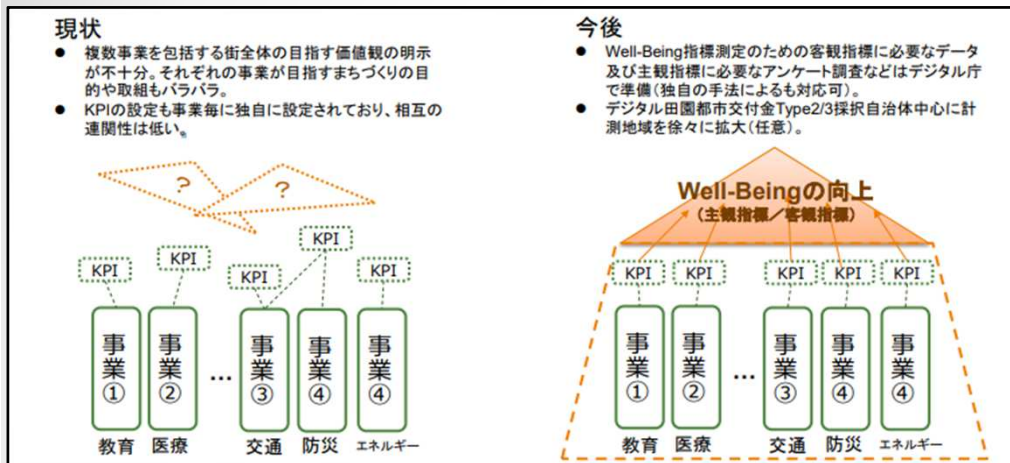 現状
● 複数事業を包括する街全体の目指す価値観の明示
が不十分。それぞれの事業が目指すまちづくりの目
的や取組もバラバラ。
● KPIの設定も事業毎に独自に設定されており、相互の
連関性は低い。
?
?
KPI
KPI
KPI
KPI
KPI
事業①
事業②
…
事業③
事業④
事業④
教育
医療
交通
防災
エネルギー
今後
● Well-Being指標測定のための客観指標に必要なデータ
及び主観指標に必要なアンケート調査などはデジタル庁
で準備(独自の手法によるも対応可)。
● デジタル田園都市交付金Type2/3採択自治体中心に計
測地域を徐々に拡大(任意)。
Well-Beingの向上
(主観指標/客観指標)
KPI
KPI
KPI
KPI
KPI
事業①
事業②
…
事業③
事業④
事業④
教育
医療
交通
防災
エネルギー